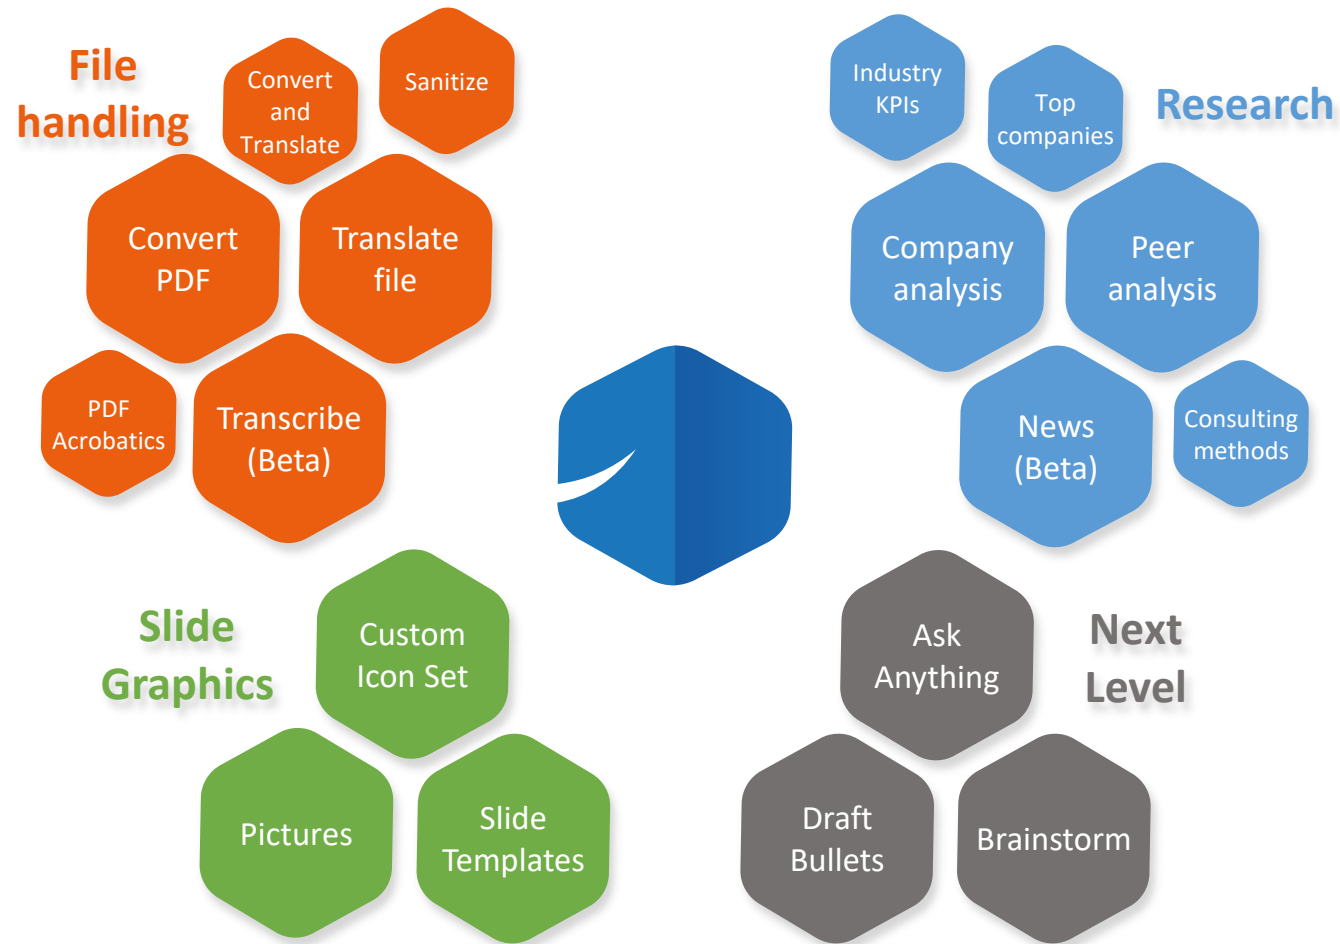 File
handling
Convert
and
Translate
Sanitize
Convert
PDF
Translate
file
PDF
Acrobatics
Transcribe
(Beta)
Research
Industry
KPIs
Top
companies
Company
analysis
Peer
analysis
News
(Beta)
Consulting
methods
Slide
Graphics
Custom
Icon Set
Pictures
Slide
Templates
Next
Level
Ask
Anything
Draft
Bullets
Brainstorm